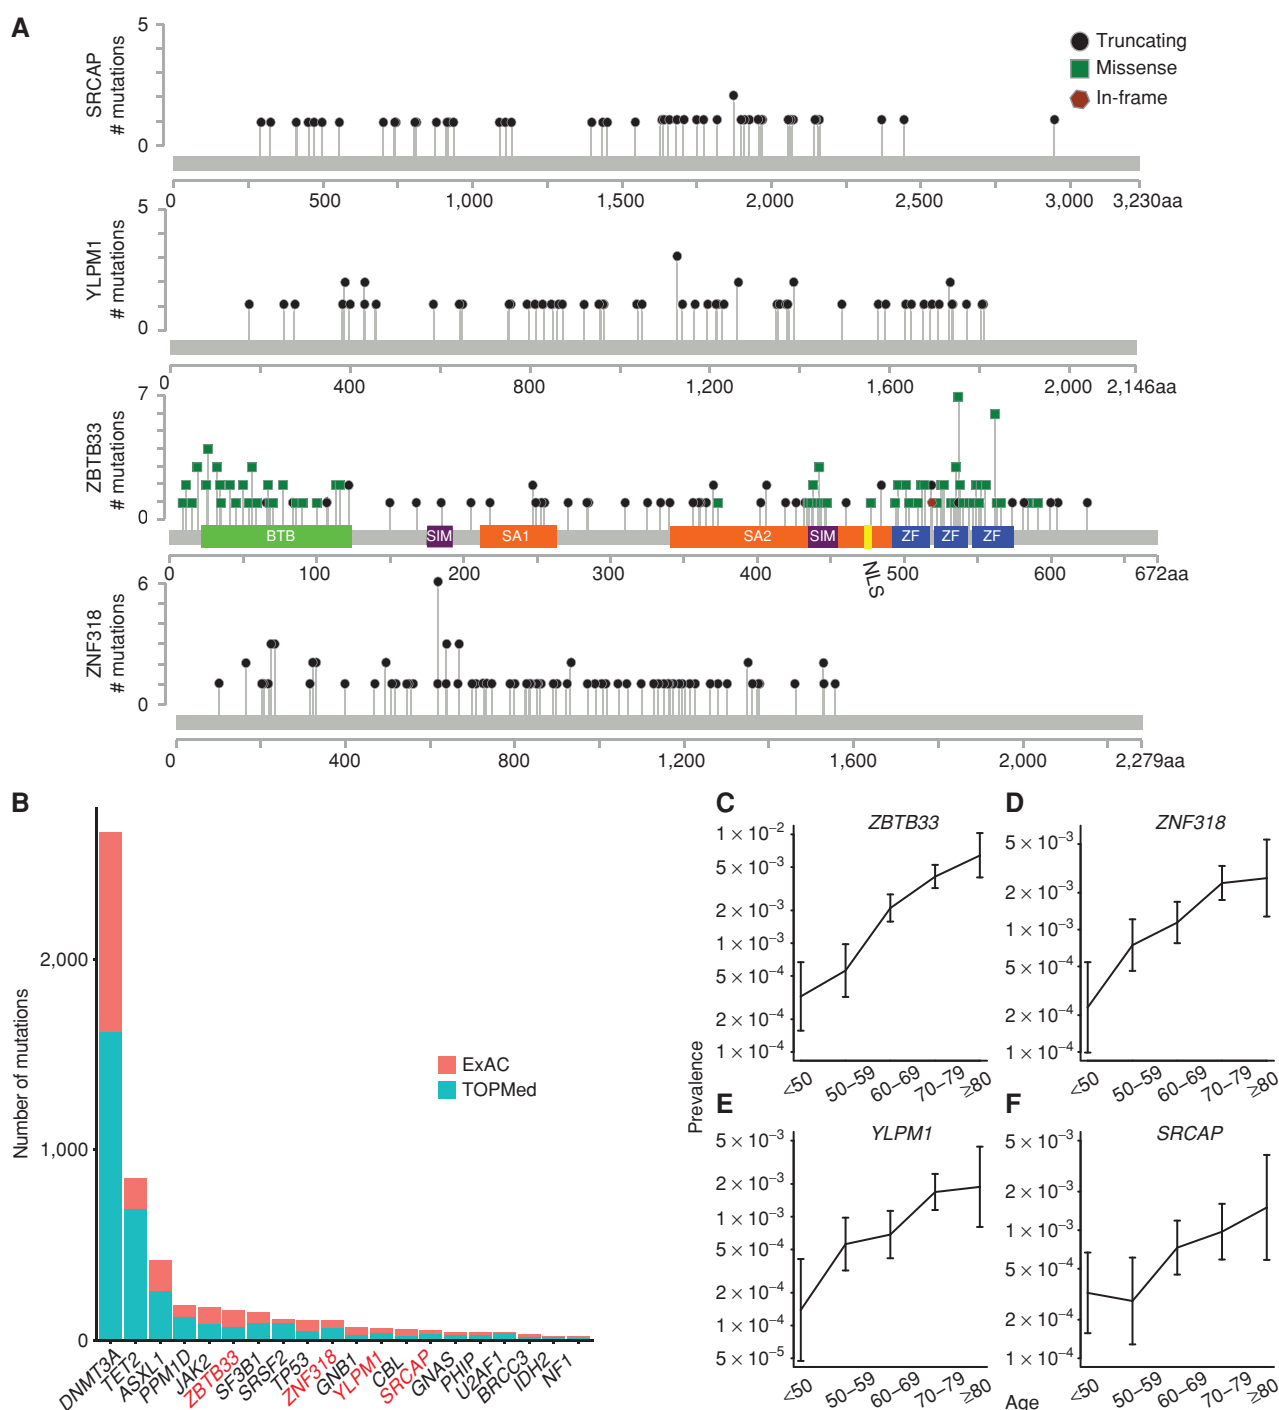 A
SRCAP
# mutations
5
0
Truncating
Missense
In-frame
0 500 1,000 1,500 2,000 2,500 3,000 3,230aa
YLPM1
# mutations
5
0
0 400 800 1,200 1,600 2,000 2,146aa
ZBTB33
# mutations
7
0
BTB SIM SA1 SA2 SIM ZF ZF ZF
NLS
0 100 200 300 400 500 600 672aa
ZNF318
# mutations
6
0
0 400 800 1,200 1,600 2,000 2,279aa
B
Number of mutations
2,000
1,000
0
ExAC
TOPMed
DNMT3A TET2 ASXL1 PPM1D JAK2 ZBTB33 SF3B1 SRSF2 TP53 ZNF318 GNB1 YLPM1 CBL SRCAP GNAS PHIP U2AF1 BRCC3 IDH2 NF1
Prevalence
C
ZBTB33
1 × 10⁻²
5 × 10⁻³
2 × 10⁻³
1 × 10⁻³
5 × 10⁻⁴
2 × 10⁻⁴
1 × 10⁻⁴
<50 50–59 60–69 70–79 ≥80
D
ZNF318
5 × 10⁻³
2 × 10⁻³
1 × 10⁻³
5 × 10⁻⁴
2 × 10⁻⁴
1 × 10⁻⁴
<50 50–59 60–69 70–79 ≥80
E
YLPM1
5 × 10⁻³
2 × 10⁻³
1 × 10⁻³
5 × 10⁻⁴
2 × 10⁻⁴
1 × 10⁻⁴
5 × 10⁻⁵
<50 50–59 60–69 70–79 ≥80
F
SRCAP
5 × 10⁻³
2 × 10⁻³
1 × 10⁻³
5 × 10⁻⁴
2 × 10⁻⁴
1 × 10⁻⁴
<50 50–59 60–69 70–79 ≥80
Age